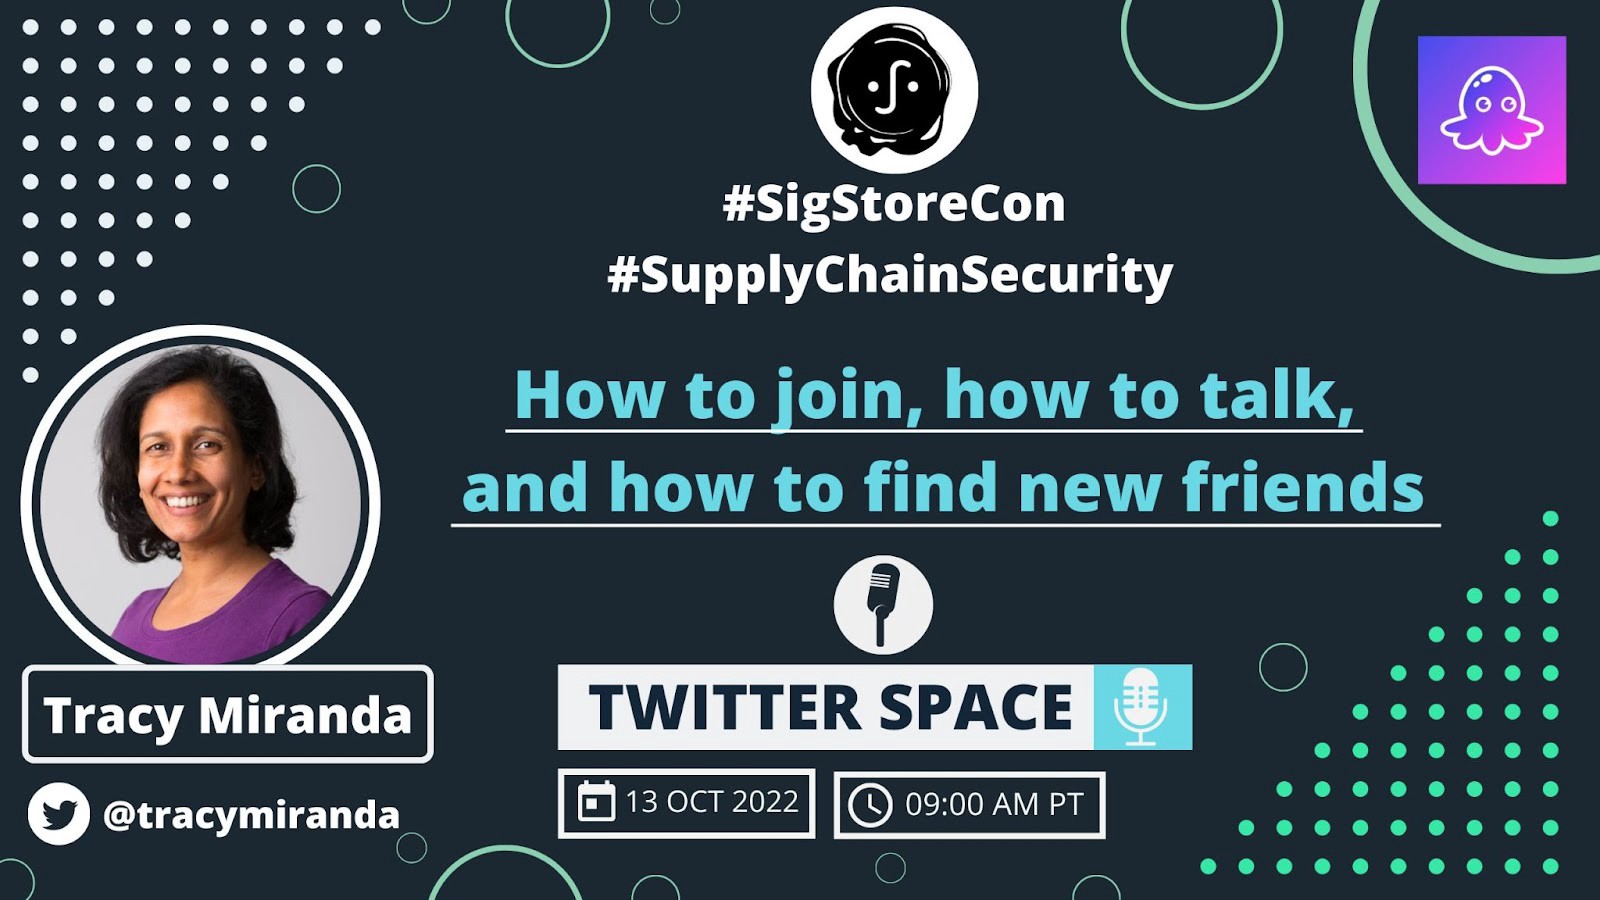 #SigStoreCon
#SupplyChainSecurity
How to join, how to talk,
and how to find new friends
Tracy Miranda
@tracymiranda
TWITTER SPACE
13 OCT 2022
09:00 AM PT